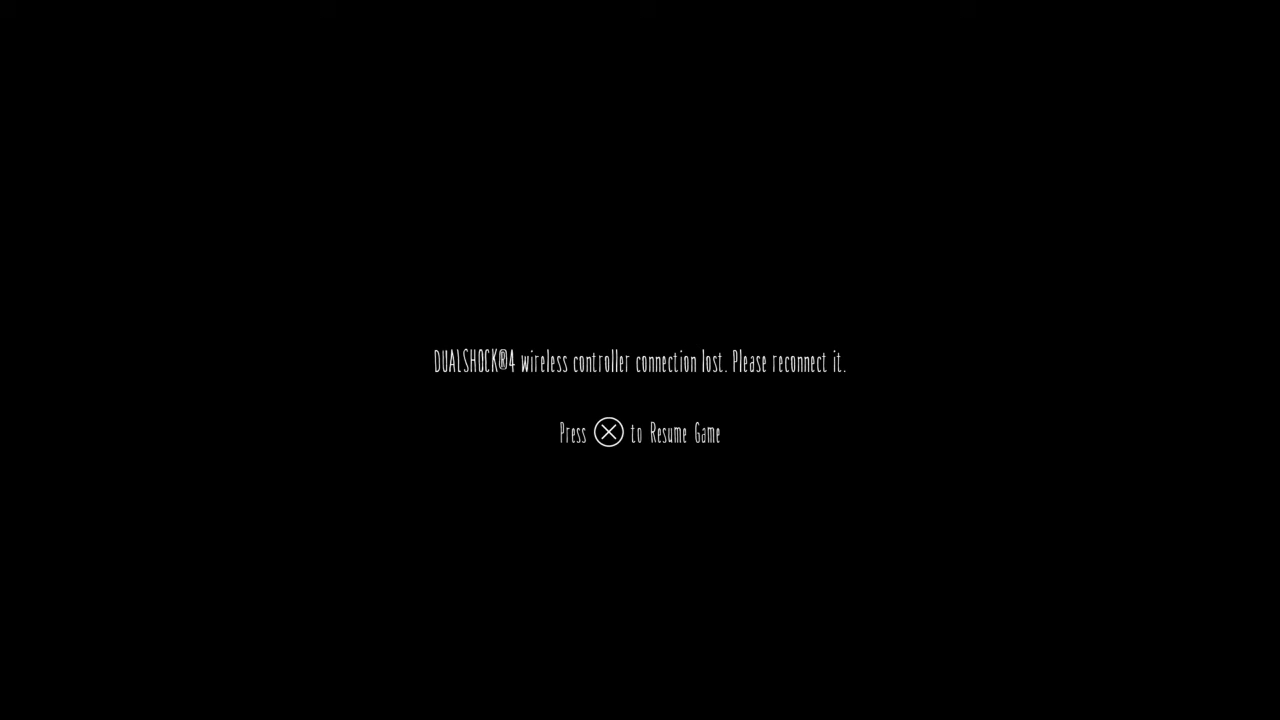 DUALSHOCK®4 wireless controller connection lost. Please reconnect it.
Press ⊗ to Resume Game